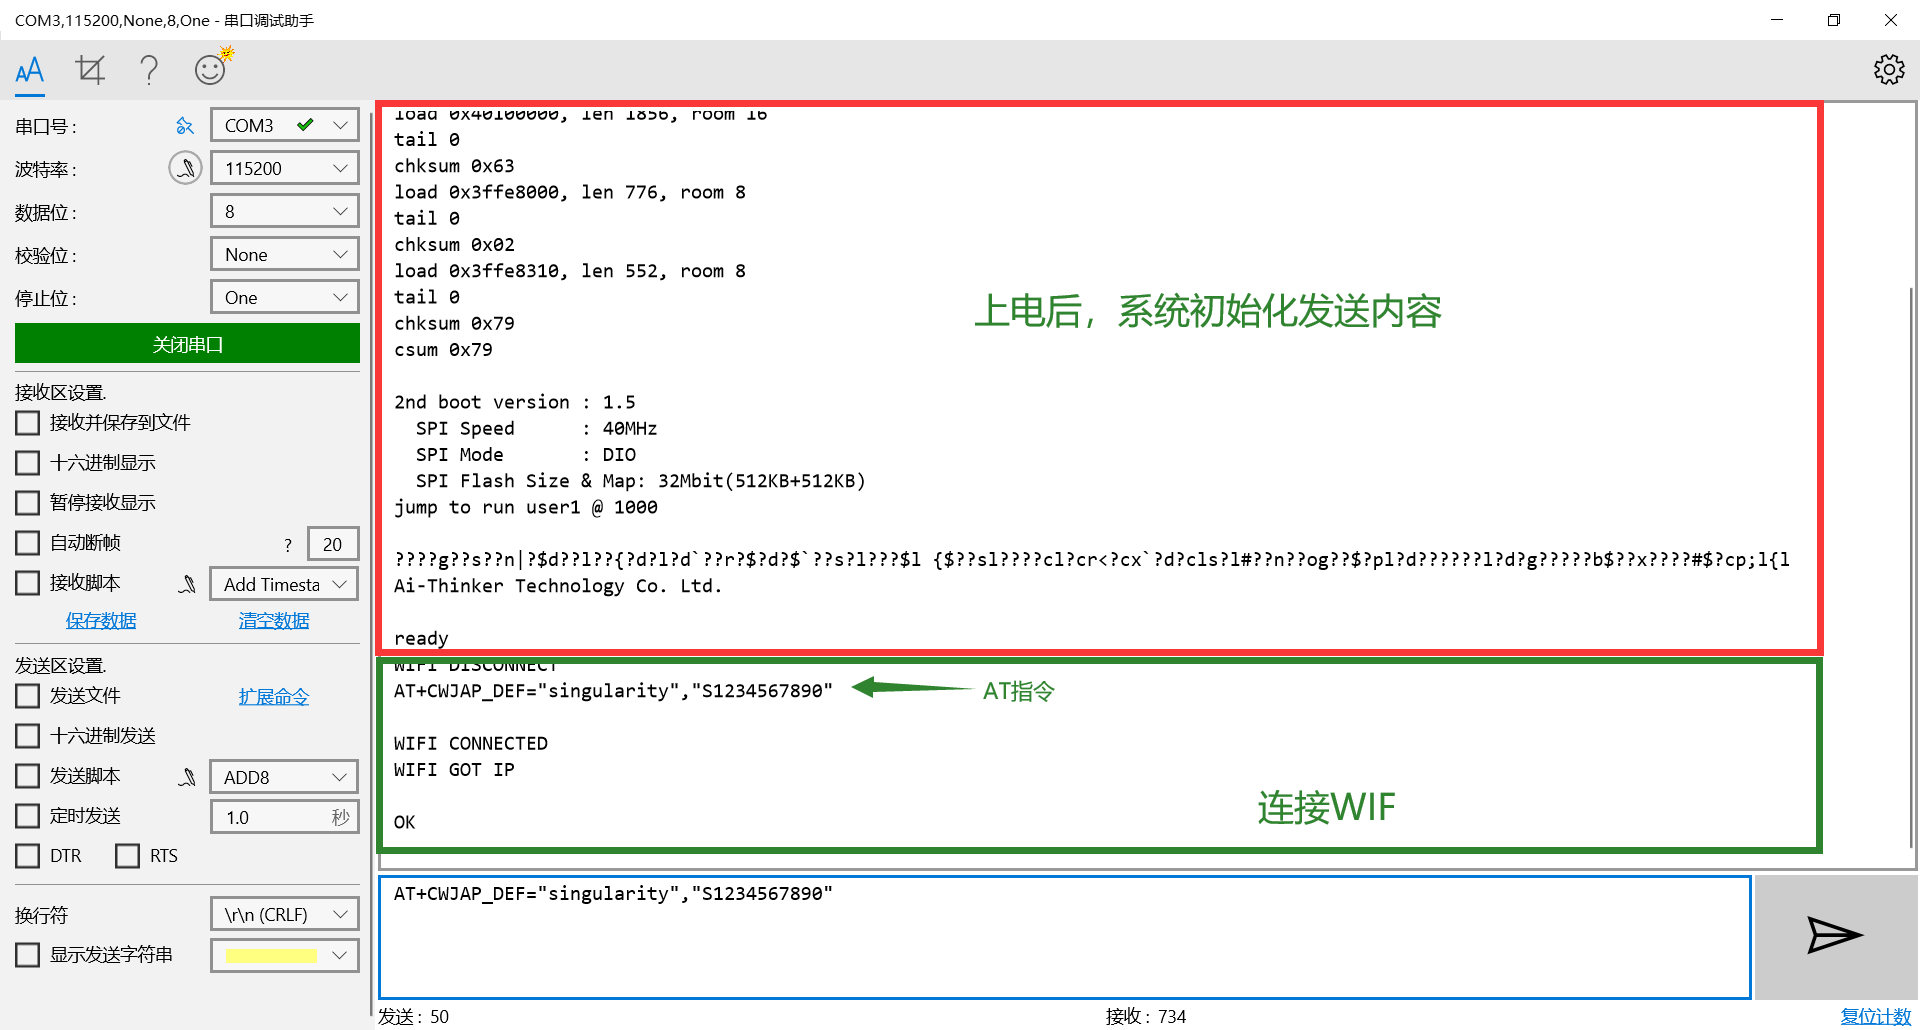 COM3,115200,None,8,One - 串口调试助手
串口号 :
COM3
波特率 :
115200
数据位 :
8
校验位 :
None
停止位 :
One
关闭串口
接收区设置.
接收并保存到文件
十六进制显示
暂停接收显示
自动断帧
?
20
接收脚本
Add Timesta
保存数据
清空数据
发送区设置.
发送文件
扩展命令
十六进制发送
发送脚本
ADD8
定时发送
1.0
秒
DTR
RTS
换行符
\r\n (CRLF)
显示发送字符串
load 0x40100000, len 1856, room 16
tail 0
chksum 0x63
load 0x3ffe8000, len 776, room 8
tail 0
chksum 0x02
load 0x3ffe8310, len 552, room 8
tail 0
chksum 0x79
csum 0x79
上电后，系统初始化发送内容
2nd boot version : 1.5
SPI Speed      : 40MHz
SPI Mode       : DIO
SPI Flash Size & Map: 32Mbit(512KB+512KB)
jump to run user1 @ 1000
????g??s??n|?$d??l??{?d?l?d`??r?$?d?$`??s?l???$l {$??sl????cl?cr<?cx`?d?cls?l#??n??og??$?pl?d??????l?d?g?????b$??x????#$?cp;l{l
Ai-Thinker Technology Co. Ltd.
ready
WIFI DISCONNECT
AT+CWJAP_DEF="singularity","S1234567890"
AT指令
WIFI CONNECTED
WIFI GOT IP
OK
连接WIF
AT+CWJAP_DEF="singularity","S1234567890"
发送 : 50
接收 : 734
复位计数